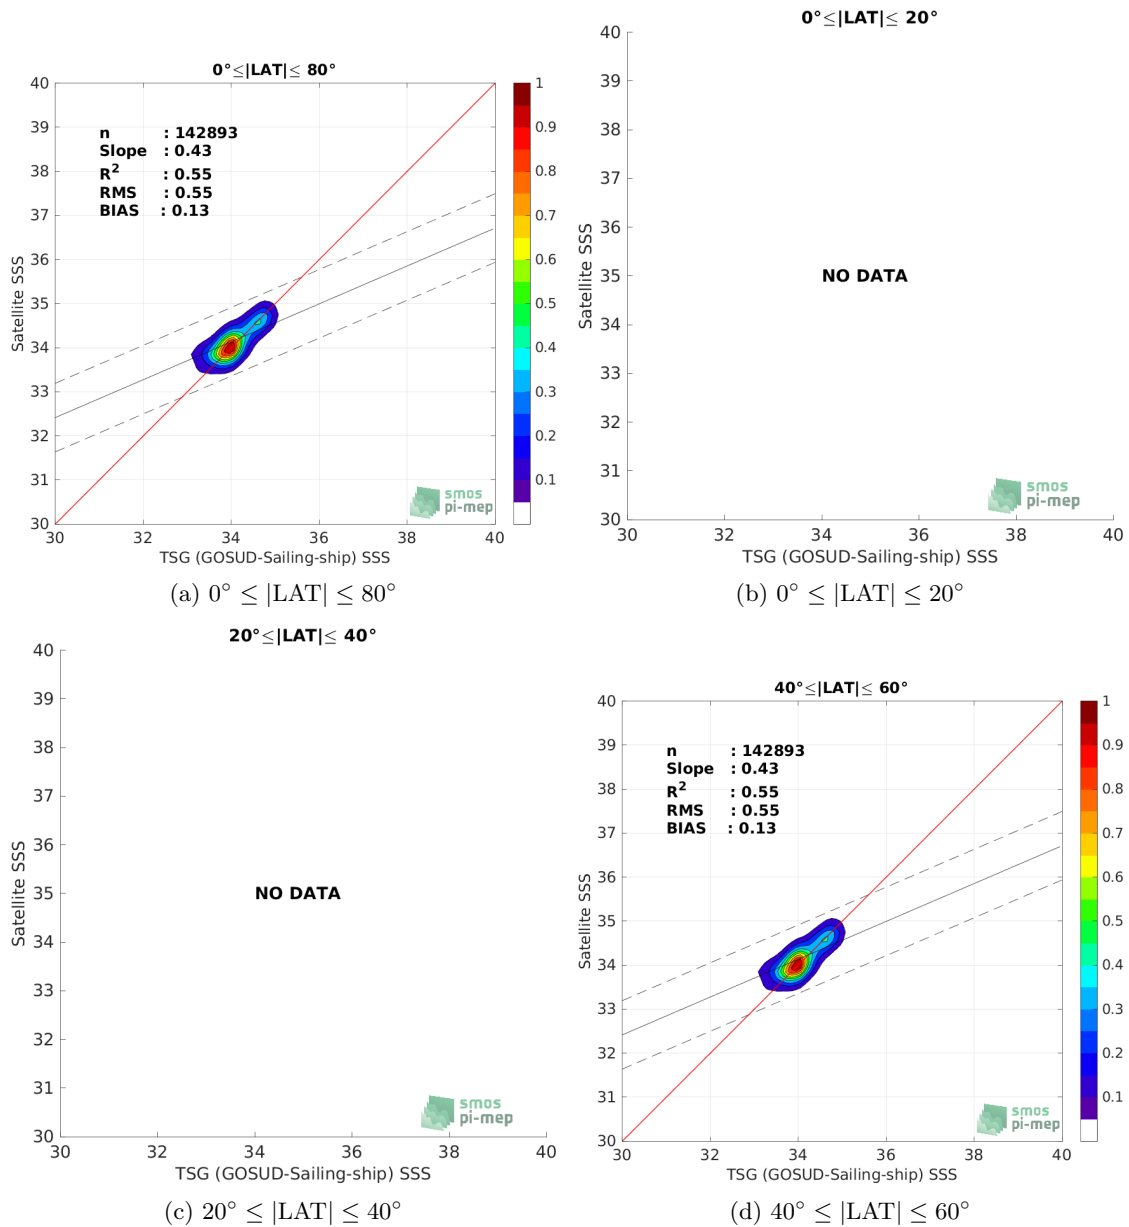 0°≤|LAT|≤ 80°
40
39
38
37
36
35
34
33
32
31
30
Satellite SSS
n : 142893
Slope : 0.43
R² : 0.55
RMS : 0.55
BIAS : 0.13
1
0.9
0.8
0.7
0.6
0.5
0.4
0.3
0.2
0.1
smos
pi-mep
30 32 34 36 38 40
TSG (GOSUD-Sailing-ship) SSS
(a) 0° ≤ |LAT| ≤ 80°
0°≤|LAT|≤ 20°
40
39
38
37
36
35
34
33
32
31
30
Satellite SSS
NO DATA
smos
pi-mep
30 32 34 36 38 40
TSG (GOSUD-Sailing-ship) SSS
(b) 0° ≤ |LAT| ≤ 20°
20°≤|LAT|≤ 40°
40
39
38
37
36
35
34
33
32
31
30
Satellite SSS
NO DATA
smos
pi-mep
30 32 34 36 38 40
TSG (GOSUD-Sailing-ship) SSS
(c) 20° ≤ |LAT| ≤ 40°
40°≤|LAT|≤ 60°
40
39
38
37
36
35
34
33
32
31
30
Satellite SSS
n : 142893
Slope : 0.43
R² : 0.55
RMS : 0.55
BIAS : 0.13
1
0.9
0.8
0.7
0.6
0.5
0.4
0.3
0.2
0.1
smos
pi-mep
30 32 34 36 38 40
TSG (GOSUD-Sailing-ship) SSS
(d) 40° ≤ |LAT| ≤ 60°